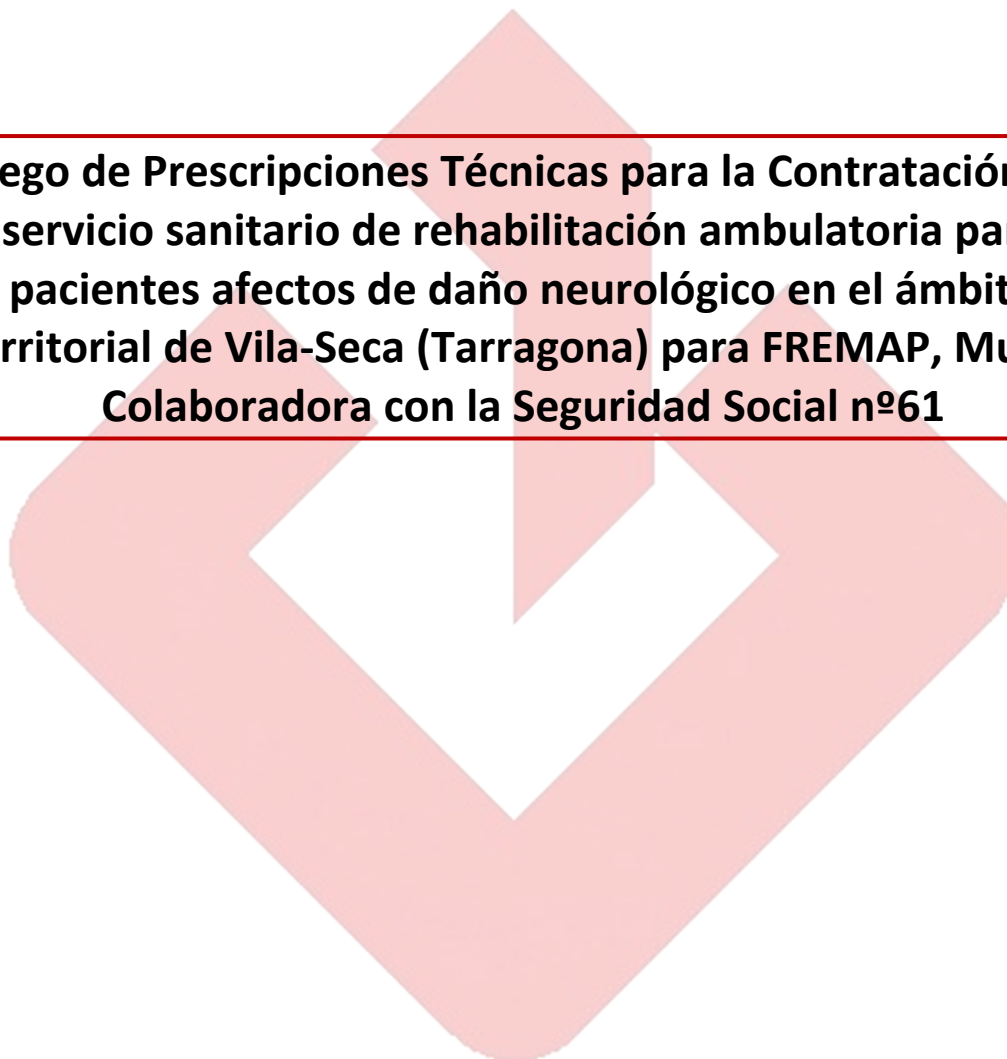 ego de Prescripciones Técnicas para la Contratación
servicio sanitario de rehabilitación ambulatoria par
pacientes afectos de daño neurológico en el ámbit
rritorial de Vila-Seca (Tarragona) para FREMAP, Mu
Colaboradora con la Seguridad Social nº61